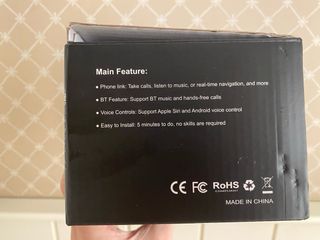 Main Feature:
• Phone link: Take calls, listen to music, or real-time navigation, and more
• BT Feature: Support BT music and hands-free calls
• Voice Controls: Support Apple Siri and Android voice control
• Easy to Install: 5 minutes to do, no skills are required
CE FC RoHS
MADE IN CHINA